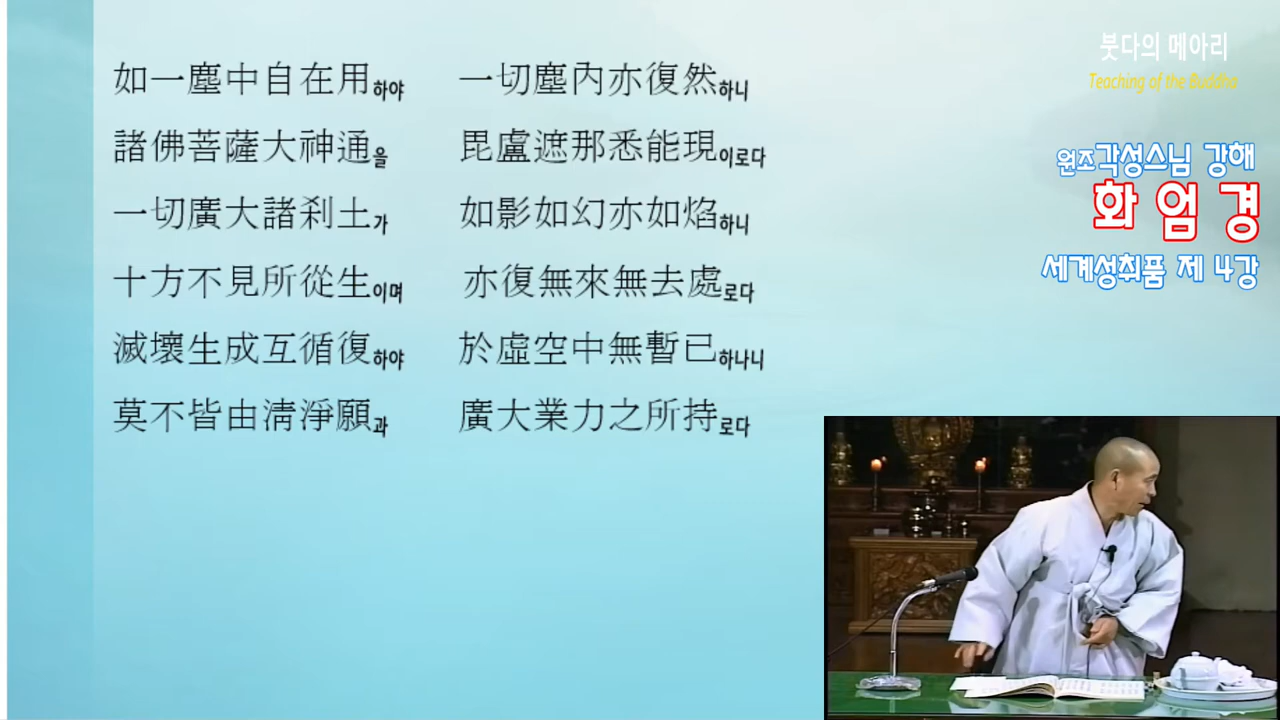 如一塵中自在用하야 一切塵內亦復然하니
諸佛菩薩大神通을 毘盧遮那悉能現이로다
一切廣大諸刹土가 如影如幻亦如焰하니
十方不見所從生이며 亦復無來無去處로다
滅壞生成互循復하야 於虛空中無暫已하나니
莫不皆由淸淨願과 廣大業力之所持로다
붓다의 메아리
Teaching of the Buddha
원조각성스님 강해
화엄경
세계성취품 제 4강